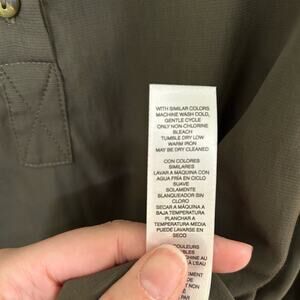 WITH SIMILAR COLORS
MACHINE WASH COLD,
GENTLE CYCLE
ONLY NON-CHLORINE
BLEACH
TUMBLE DRY LOW
WARM IRON
MAY BE DRY CLEANED
CON COLORES
SIMILARES
LAVAR A MÁQUINA CON
AGUA FRÍA EN CICLO
SUAVE
SOLAMENTE
BLANQUEADOR SIN
CLORO
SECAR A MÁQUINA A
BAJA TEMPERATURA
PLANCHAR A
TEMPERATURA MEDIA
PUEDE LAVARSE EN
SECO
COULEURS
À L'EAU